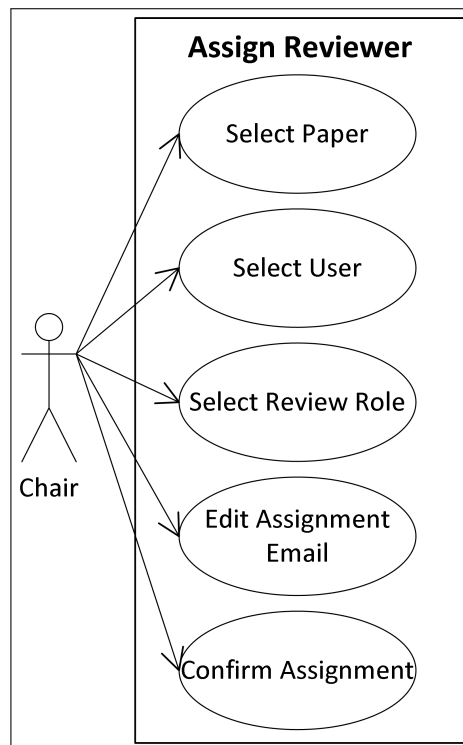 Assign Reviewer
Select Paper
Select User
Select Review Role
Chair
Edit Assignment
Email
Confirm Assignment